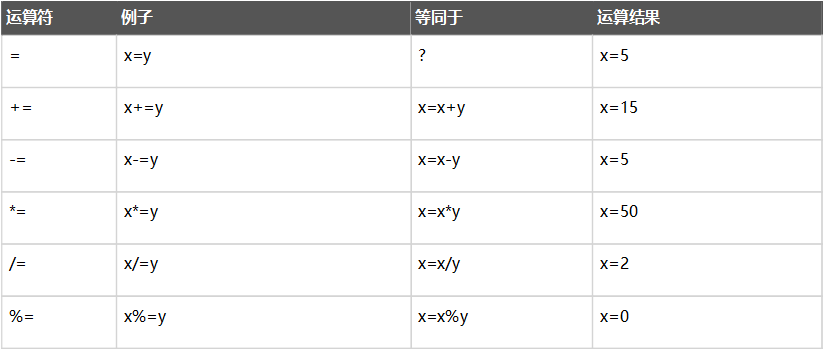 运算符 例子 等同于 运算结果
= x=y ? x=5
+= x+=y x=x+y x=15
-= x-=y x=x-y x=5
*= x*=y x=x*y x=50
/= x/=y x=x/y x=2
%= x%=y x=x%y x=0